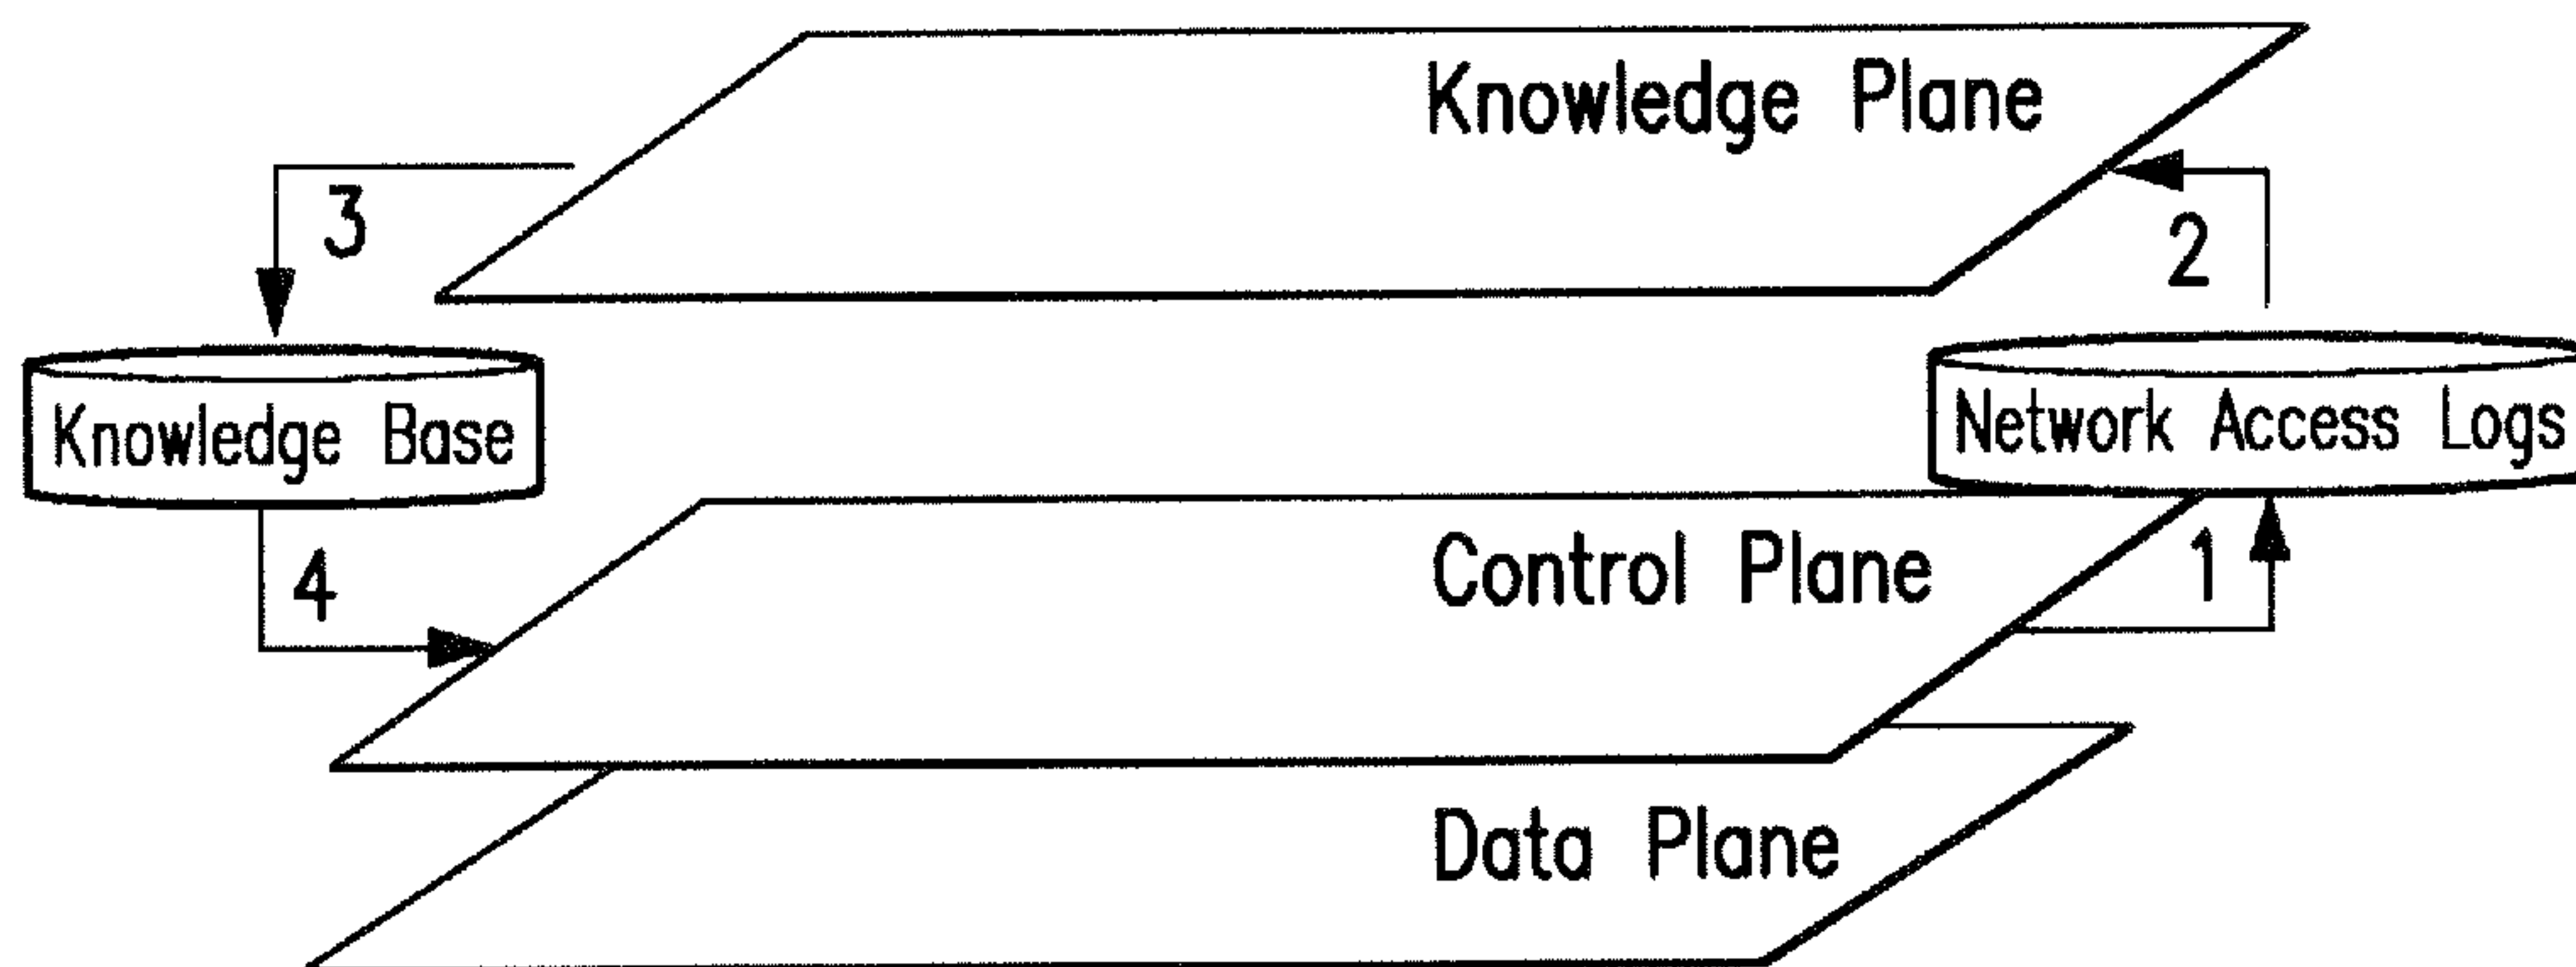 Knowledge Plane
3
2
Knowledge Base
Network Access Logs
Control Plane
1
4
Data Plane